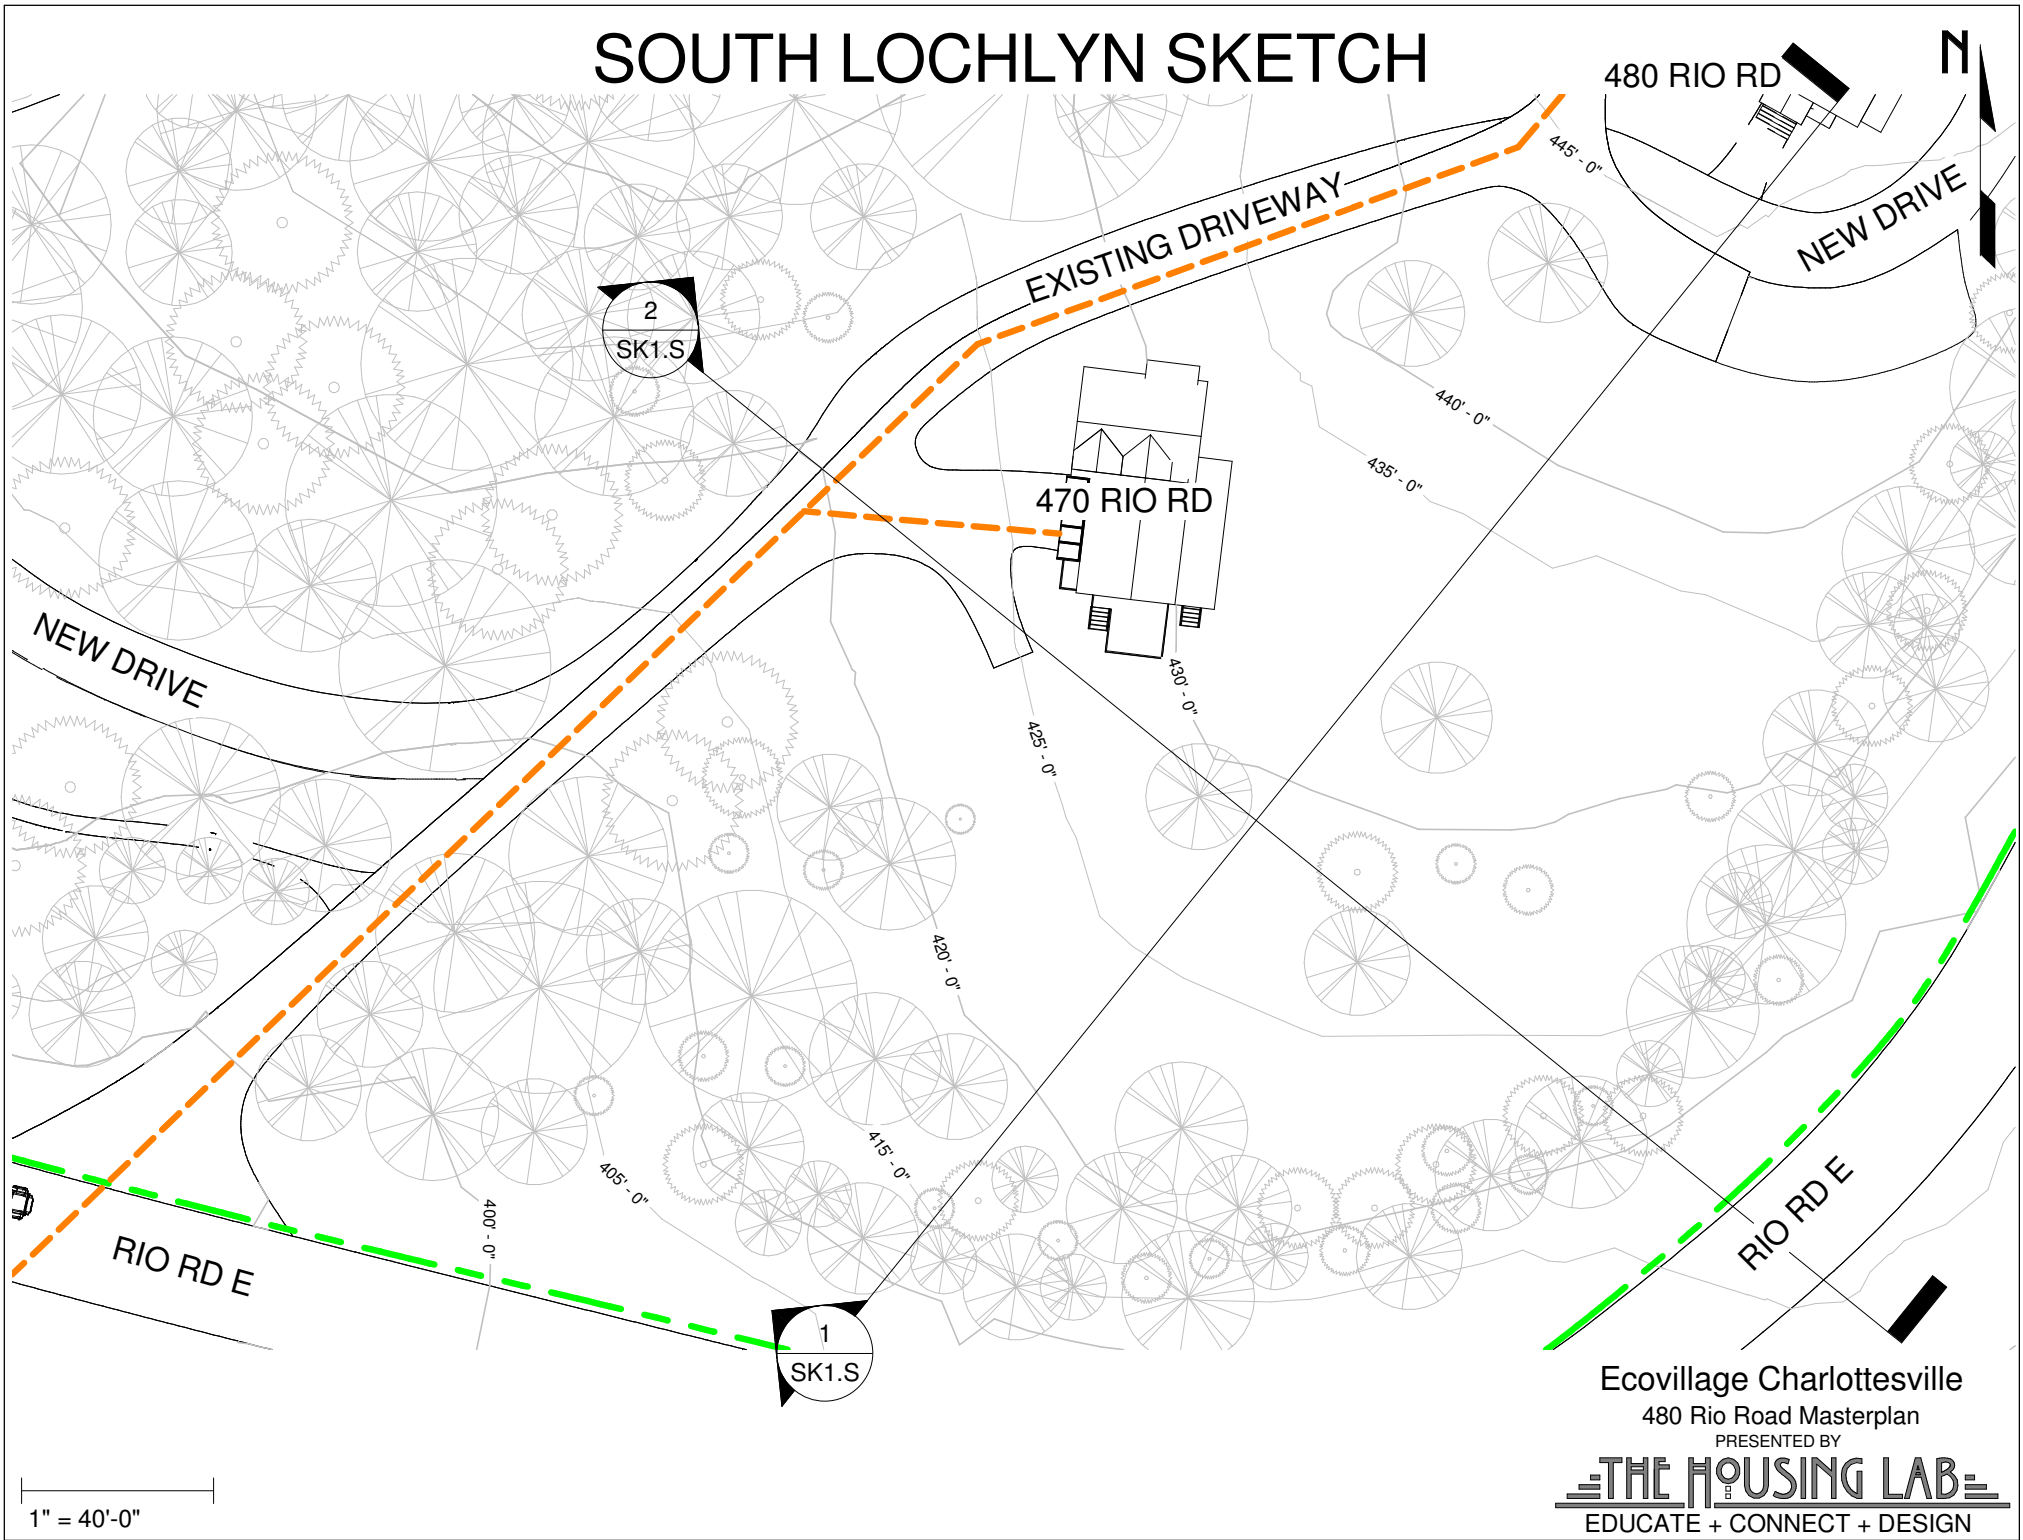 SOUTH LOCHLYN SKETCH
N
480 RIO RD
445' - 0"
NEW DRIVE
EXISTING DRIVEWAY
2
SK1.S
440' - 0"
435' - 0"
470 RIO RD
NEW DRIVE
430' - 0"
425' - 0"
420' - 0"
415' - 0"
405' - 0"
400' - 0"
RIO RD E
RIO RD E
1
SK1.S
Ecovillage Charlottesville
480 Rio Road Masterplan
PRESENTED BY
THE HOUSING LAB
EDUCATE + CONNECT + DESIGN
1" = 40'-0"